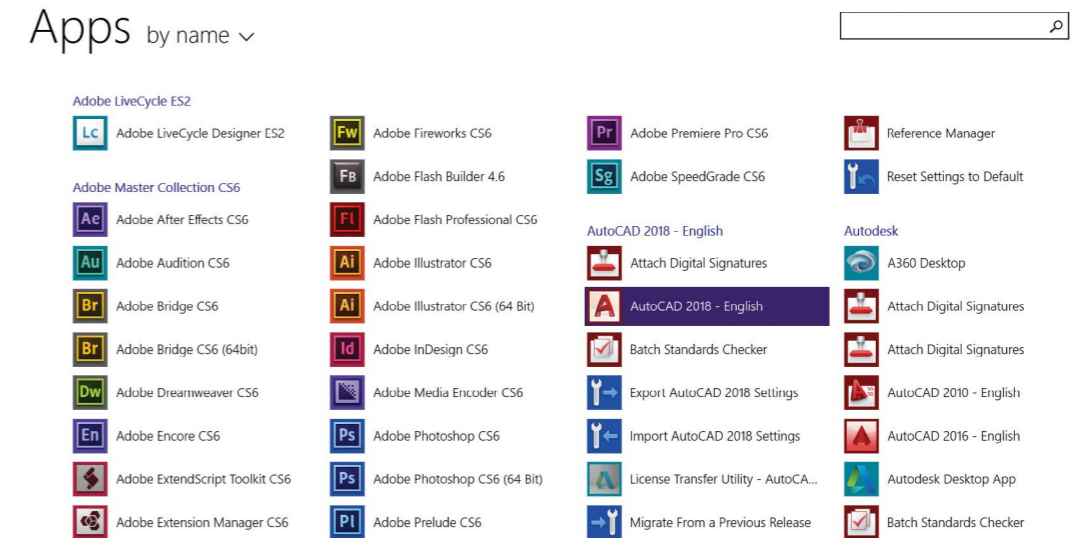 Apps by name
Adobe LiveCycle ES2
Lc Adobe LiveCycle Designer ES2
Adobe Master Collection CS6
Ae Adobe After Effects CS6
Au Adobe Audition CS6
Br Adobe Bridge CS6
Br Adobe Bridge CS6 (64bit)
Dw Adobe Dreamweaver CS6
En Adobe Encore CS6
Adobe ExtendScript Toolkit CS6
Adobe Extension Manager CS6
Fw Adobe Fireworks CS6
FB Adobe Flash Builder 4.6
Fl Adobe Flash Professional CS6
Ai Adobe Illustrator CS6
Ai Adobe Illustrator CS6 (64 Bit)
Id Adobe InDesign CS6
Adobe Media Encoder CS6
Ps Adobe Photoshop CS6
Ps Adobe Photoshop CS6 (64 Bit)
Pl Adobe Prelude CS6
Pr Adobe Premiere Pro CS6
Sg Adobe SpeedGrade CS6
AutoCAD 2018 - English
Attach Digital Signatures
AutoCAD 2018 - English
Batch Standards Checker
Export AutoCAD 2018 Settings
Import AutoCAD 2018 Settings
License Transfer Utility - AutoCA...
Migrate From a Previous Release
Reference Manager
Reset Settings to Default
Autodesk
A360 Desktop
Attach Digital Signatures
Attach Digital Signatures
AutoCAD 2010 - English
AutoCAD 2016 - English
Autodesk Desktop App
Batch Standards Checker